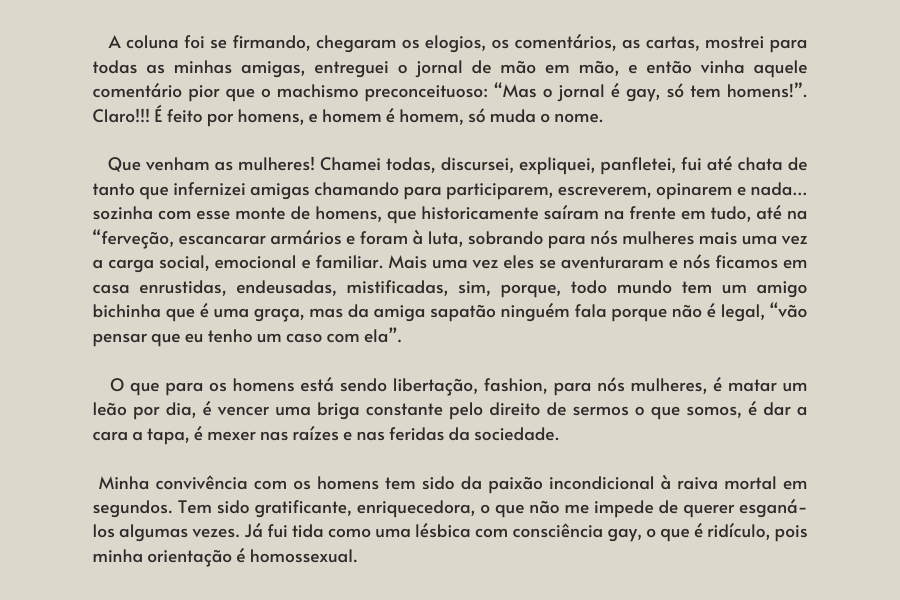 A coluna foi se firmando, chegaram os elogios, os comentários, as cartas, mostrei para
todas as minhas amigas, entreguei o jornal de mão em mão, e então vinha aquele
comentário pior que o machismo preconceituoso: “Mas o jornal é gay, só tem homens!”.
Claro!!! É feito por homens, e homem é homem, só muda o nome.
Que venham as mulheres! Chamei todas, discursei, expliquei, panfletei, fui até chata de
tanto que infernizei amigas chamando para participarem, escreverem, opinarem e nada...
sozinha com esse monte de homens, que historicamente saíram na frente em tudo, até na
“ferveção, escancarar armários e foram à luta, sobrando para nós mulheres mais uma vez
a carga social, emocional e familiar. Mais uma vez eles se aventuraram e nós ficamos em
casa enrustidas, endeusadas, mistificadas, sim, porque, todo mundo tem um amigo
bichinha que é uma graça, mas da amiga sapatão ninguém fala porque não é legal, “vão
pensar que eu tenho um caso com ela”.
O que para os homens está sendo libertação, fashion, para nós mulheres, é matar um
leão por dia, é vencer uma briga constante pelo direito de sermos o que somos, é dar a
cara a tapa, é mexer nas raízes e nas feridas da sociedade.
Minha convivência com os homens tem sido da paixão incondicional à raiva mortal em
segundos. Tem sido gratificante, enriquecedora, o que não me impede de querer esganá-
los algumas vezes. Já fui tida como uma lésbica com consciência gay, o que é ridículo, pois
minha orientação é homossexual.